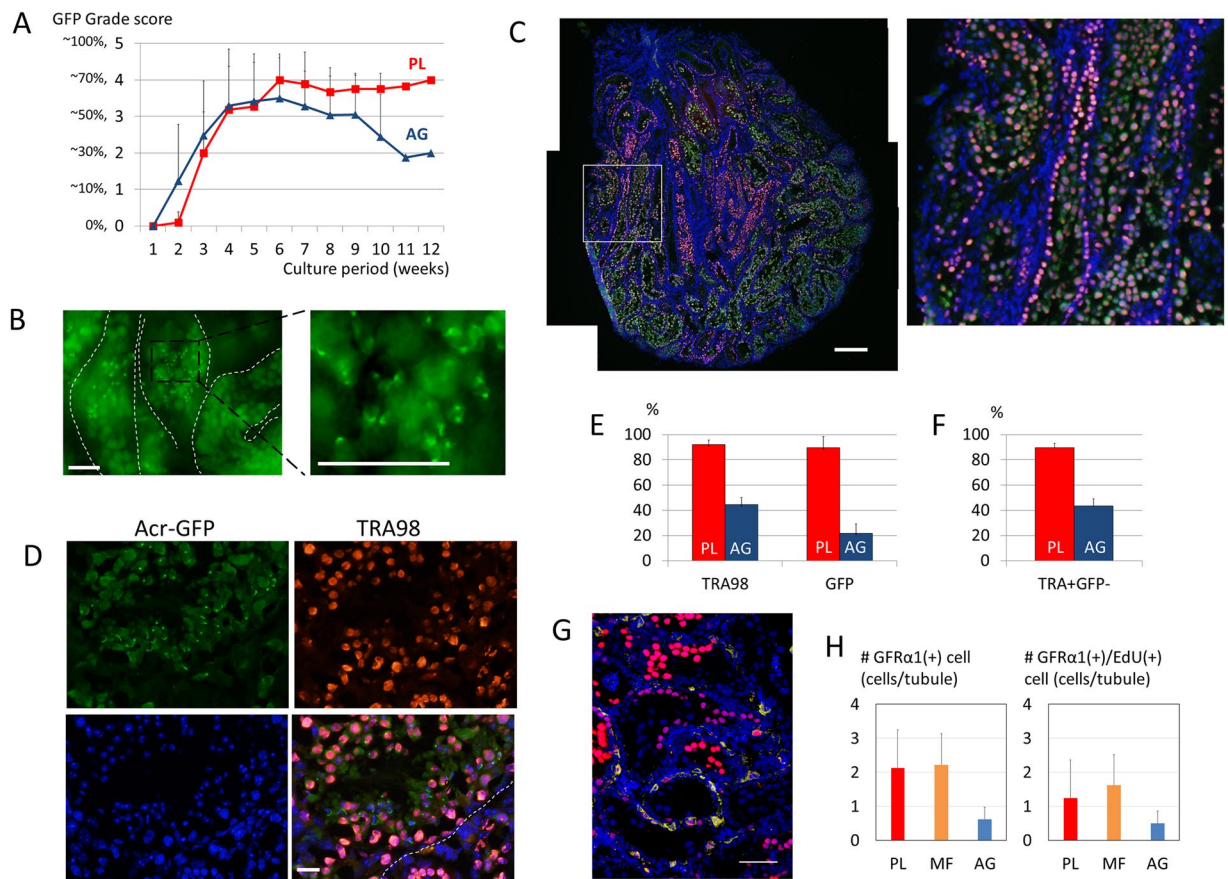 A
GFP Grade score
~100%, 5
~70%, 4
~50%, 3
~30%, 2
~10%, 1
0%, 0
PL
AG
1 2 3 4 5 6 7 8 9 10 11 12
Culture period (weeks)
B
C
D
Acr-GFP TRA98
E
%
100
80
60
40
20
0
PL AG PL AG
TRA98 GFP
F
%
100
80
60
40
20
0
PL AG
TRA+GFP-
G
H
# GFRα1(+) cell
(cells/tubule)
4
3
2
1
0
PL MF AG
# GFRα1(+)/EdU(+)
cell (cells/tubule)
4
3
2
1
0
PL MF AG